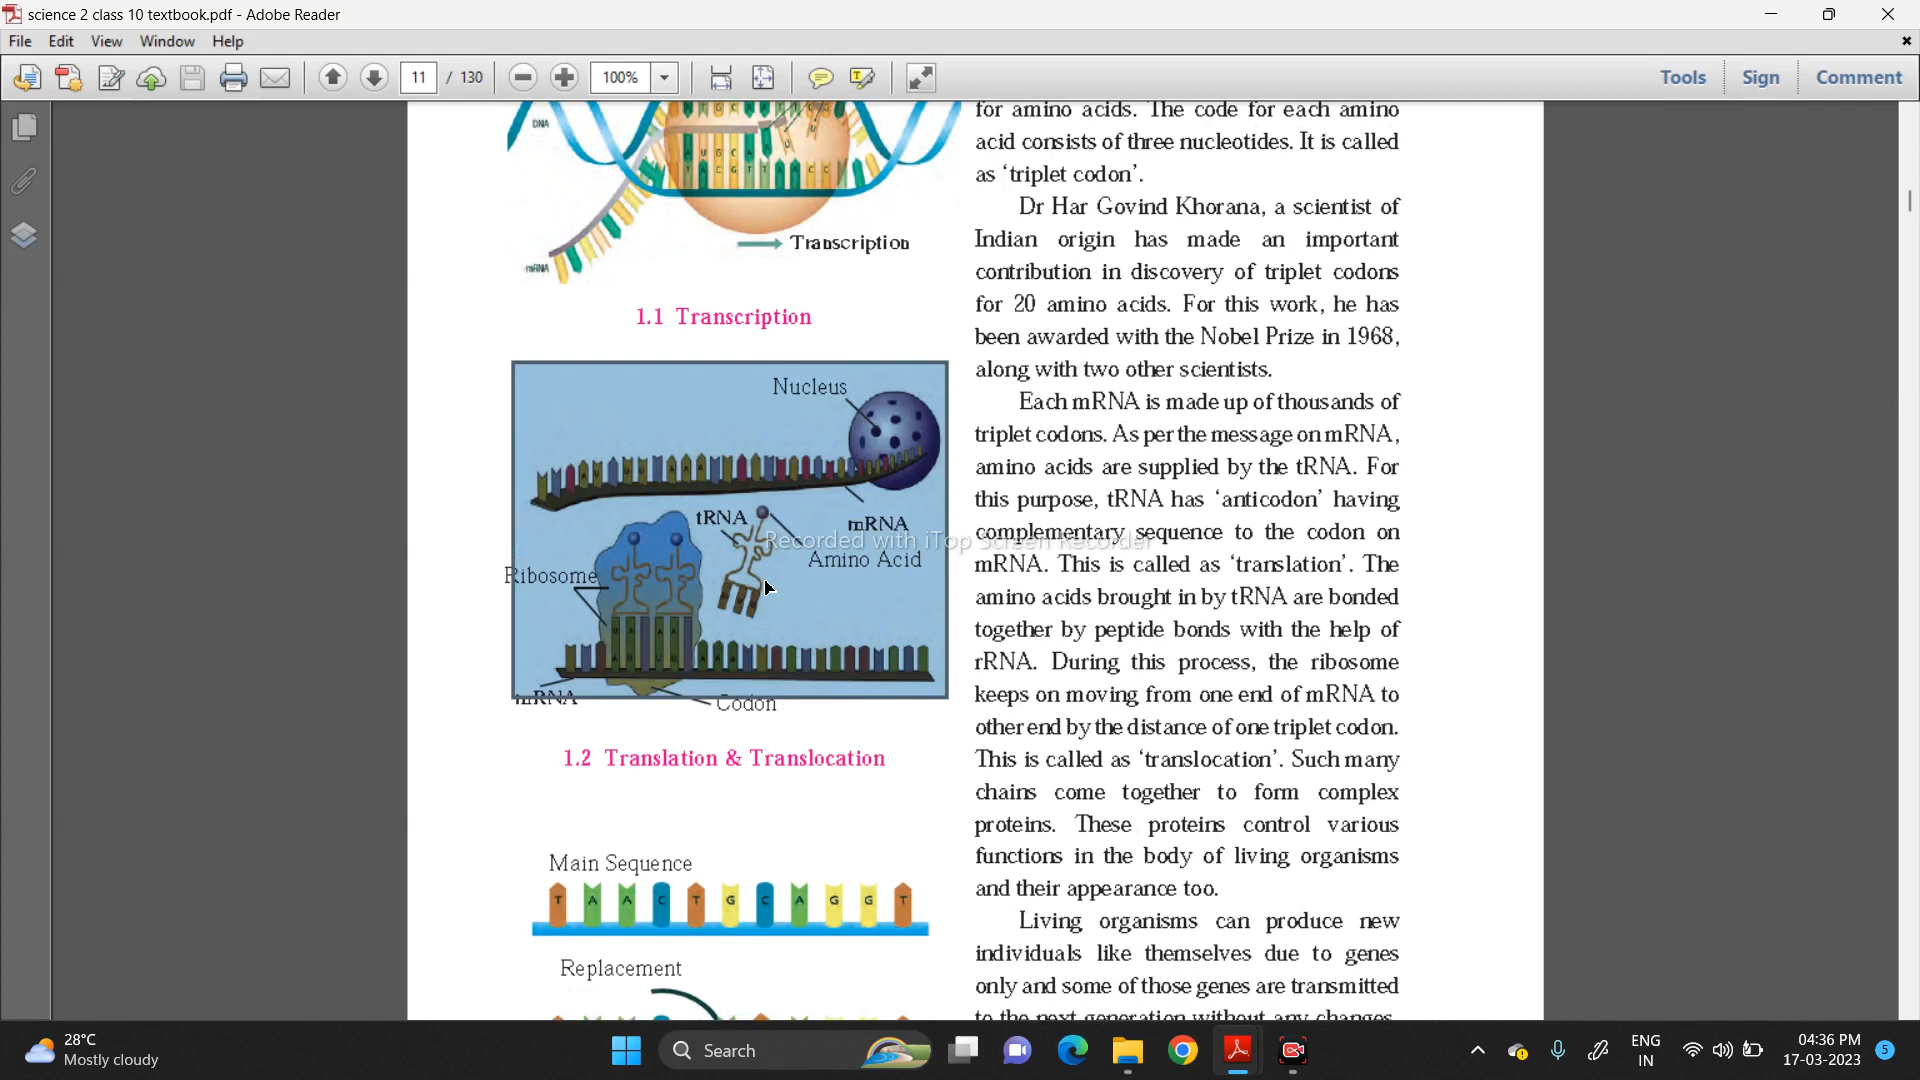 science 2 class 10 textbook.pdf - Adobe Reader
File Edit View Window Help
11 / 130 100% Tools Sign Comment
DNA
mRNA
Transcription
1.1 Transcription
Nucleus
tRNA
mRNA
Amino Acid
Ribosome
mRNA
Codon
1.2 Translation & Translocation
Main Sequence
T A A C T G C A G G T
Replacement
for amino acids. The code for each amino
acid consists of three nucleotides. It is called
as ‘triplet codon’.
Dr Har Govind Khorana, a scientist of
Indian origin has made an important
contribution in discovery of triplet codons
for 20 amino acids. For this work, he has
been awarded with the Nobel Prize in 1968,
along with two other scientists.
Each mRNA is made up of thousands of
triplet codons. As per the message on mRNA,
amino acids are supplied by the tRNA. For
this purpose, tRNA has ‘anticodon’ having
complementary sequence to the codon on
mRNA. This is called as ‘translation’. The
amino acids brought in by tRNA are bonded
together by peptide bonds with the help of
rRNA. During this process, the ribosome
keeps on moving from one end of mRNA to
other end by the distance of one triplet codon.
This is called as ‘translocation’. Such many
chains come together to form complex
proteins. These proteins control various
functions in the body of living organisms
and their appearance too.
Living organisms can produce new
individuals like themselves due to genes
only and some of those genes are transmitted
to the next generation without any changes.
Recorded with iTop Screen Recorder
28°C
Mostly cloudy
Search
ENG
IN
04:36 PM
17-03-2023
5